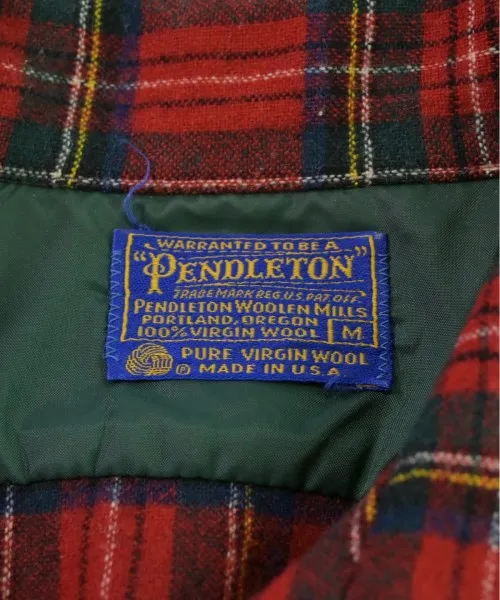 WARRANTED TO BE A
"PENDLETON"
TRADE MARK REG. U.S. PAT. OFF.
PENDLETON WOOLEN MILLS
PORTLAND, OREGON
100% VIRGIN WOOL
M
PURE VIRGIN WOOL
Ⓟ MADE IN U.S.A